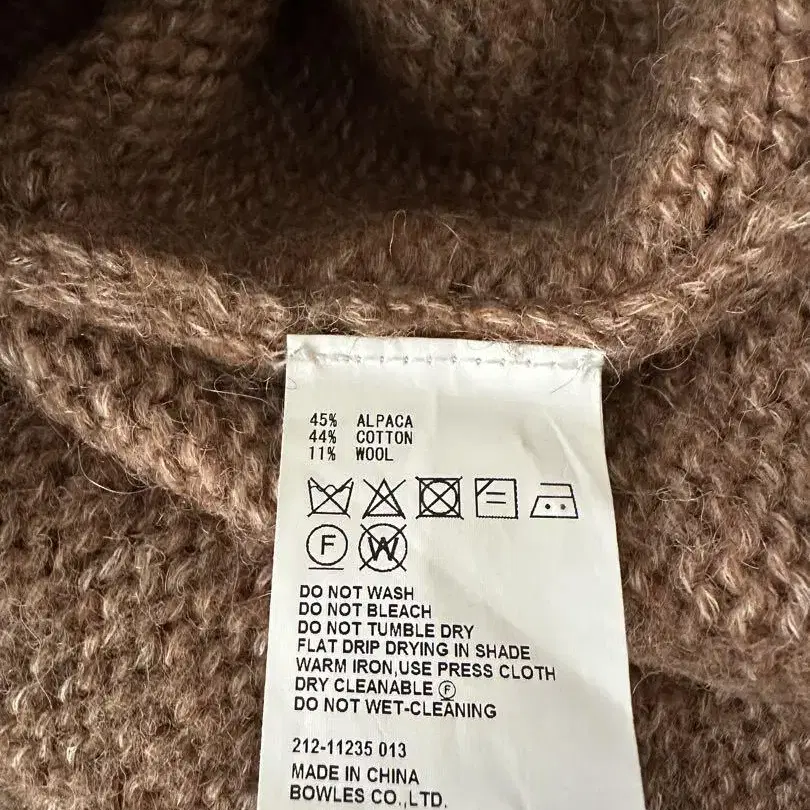 45% ALPACA
44% COTTON
11% WOOL
F W
DO NOT WASH
DO NOT BLEACH
DO NOT TUMBLE DRY
FLAT DRIP DRYING IN SHADE
WARM IRON,USE PRESS CLOTH
DRY CLEANABLE Ⓕ
DO NOT WET-CLEANING
212-11235 013
MADE IN CHINA
BOWLES CO.,LTD.